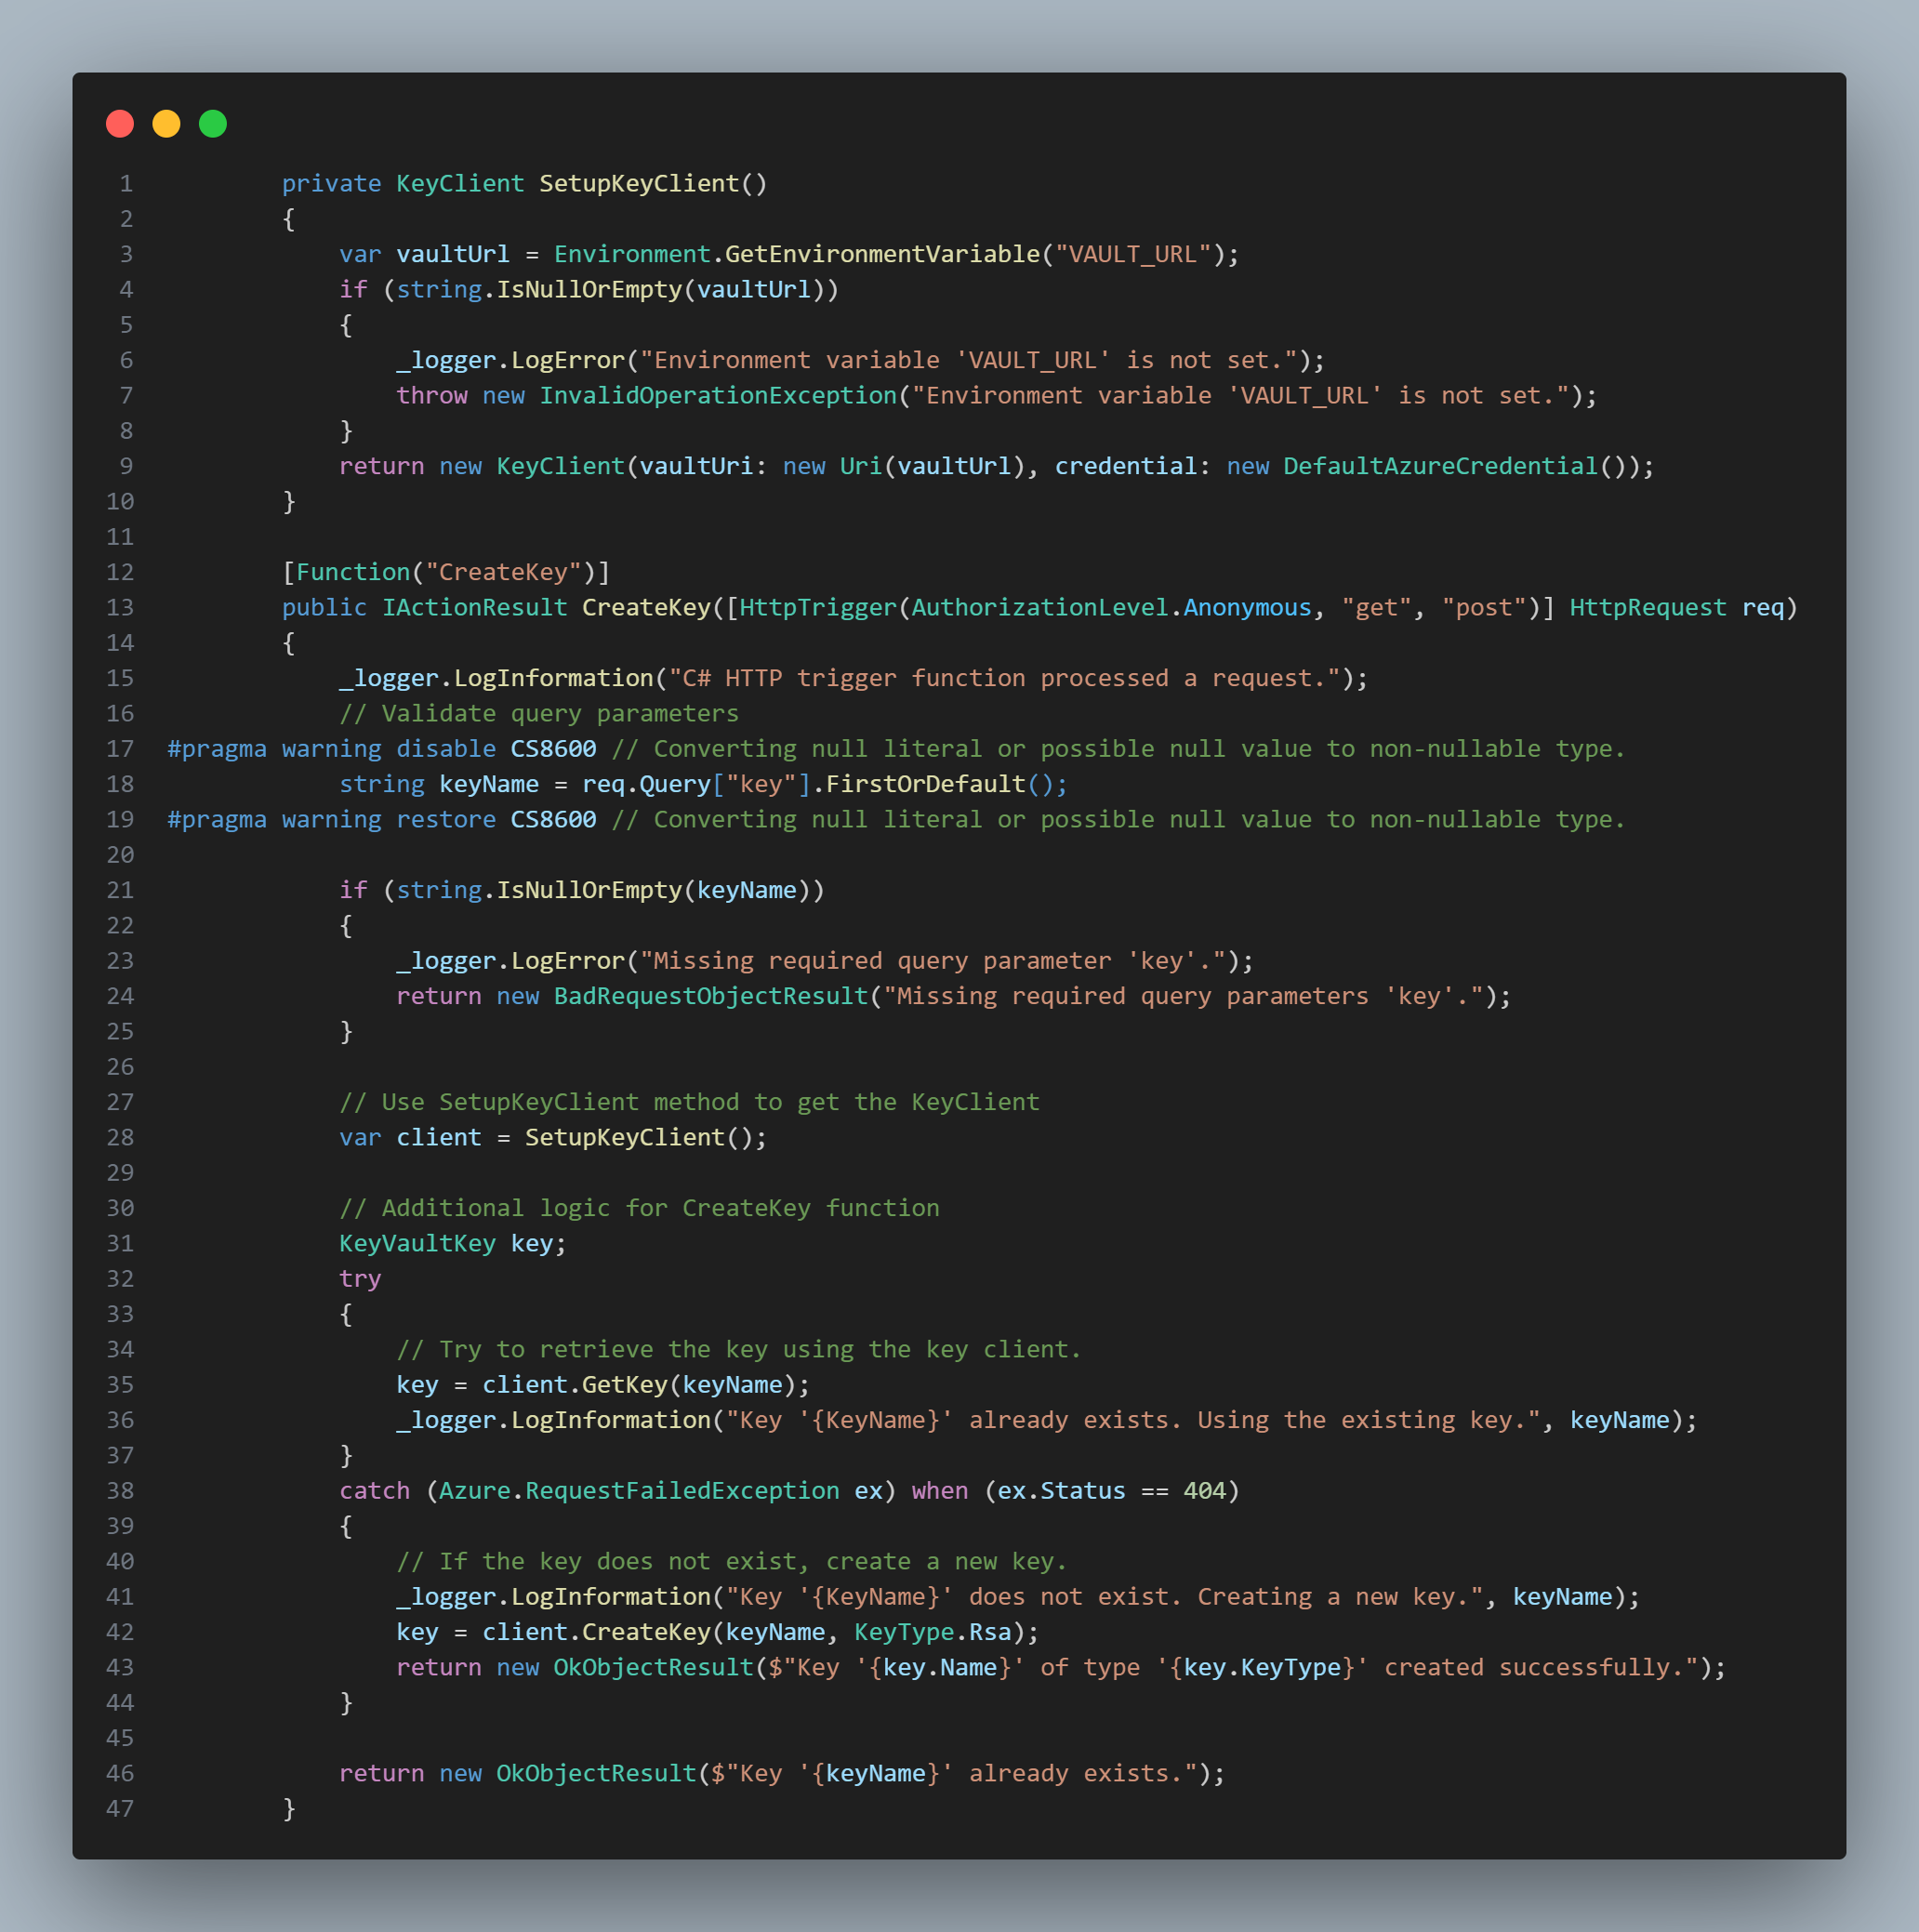 1 private KeyClient SetupKeyClient()
2 {
3 var vaultUrl = Environment.GetEnvironmentVariable("VAULT_URL");
4 if (string.IsNullOrEmpty(vaultUrl))
5 {
6 _logger.LogError("Environment variable 'VAULT_URL' is not set.");
7 throw new InvalidOperationException("Environment variable 'VAULT_URL' is not set.");
8 }
9 return new KeyClient(vaultUri: new Uri(vaultUrl), credential: new DefaultAzureCredential());
10 }
11
12 [Function("CreateKey")]
13 public IActionResult CreateKey([HttpTrigger(AuthorizationLevel.Anonymous, "get", "post")] HttpRequest req)
14 {
15 _logger.LogInformation("C# HTTP trigger function processed a request.");
16 // Validate query parameters
17 #pragma warning disable CS8600 // Converting null literal or possible null value to non-nullable type.
18 string keyName = req.Query["key"].FirstOrDefault();
19 #pragma warning restore CS8600 // Converting null literal or possible null value to non-nullable type.
20
21 if (string.IsNullOrEmpty(keyName))
22 {
23 _logger.LogError("Missing required query parameter 'key'.");
24 return new BadRequestObjectResult("Missing required query parameters 'key'.");
25 }
26
27 // Use SetupKeyClient method to get the KeyClient
28 var client = SetupKeyClient();
29
30 // Additional logic for CreateKey function
31 KeyVaultKey key;
32 try
33 {
34 // Try to retrieve the key using the key client.
35 key = client.GetKey(keyName);
36 _logger.LogInformation("Key '{KeyName}' already exists. Using the existing key.", keyName);
37 }
38 catch (Azure.RequestFailedException ex) when (ex.Status == 404)
39 {
40 // If the key does not exist, create a new key.
41 _logger.LogInformation("Key '{KeyName}' does not exist. Creating a new key.", keyName);
42 key = client.CreateKey(keyName, KeyType.Rsa);
43 return new OkObjectResult($"Key '{key.Name}' of type '{key.KeyType}' created successfully.");
44 }
45
46 return new OkObjectResult($"Key '{keyName}' already exists.");
47 }